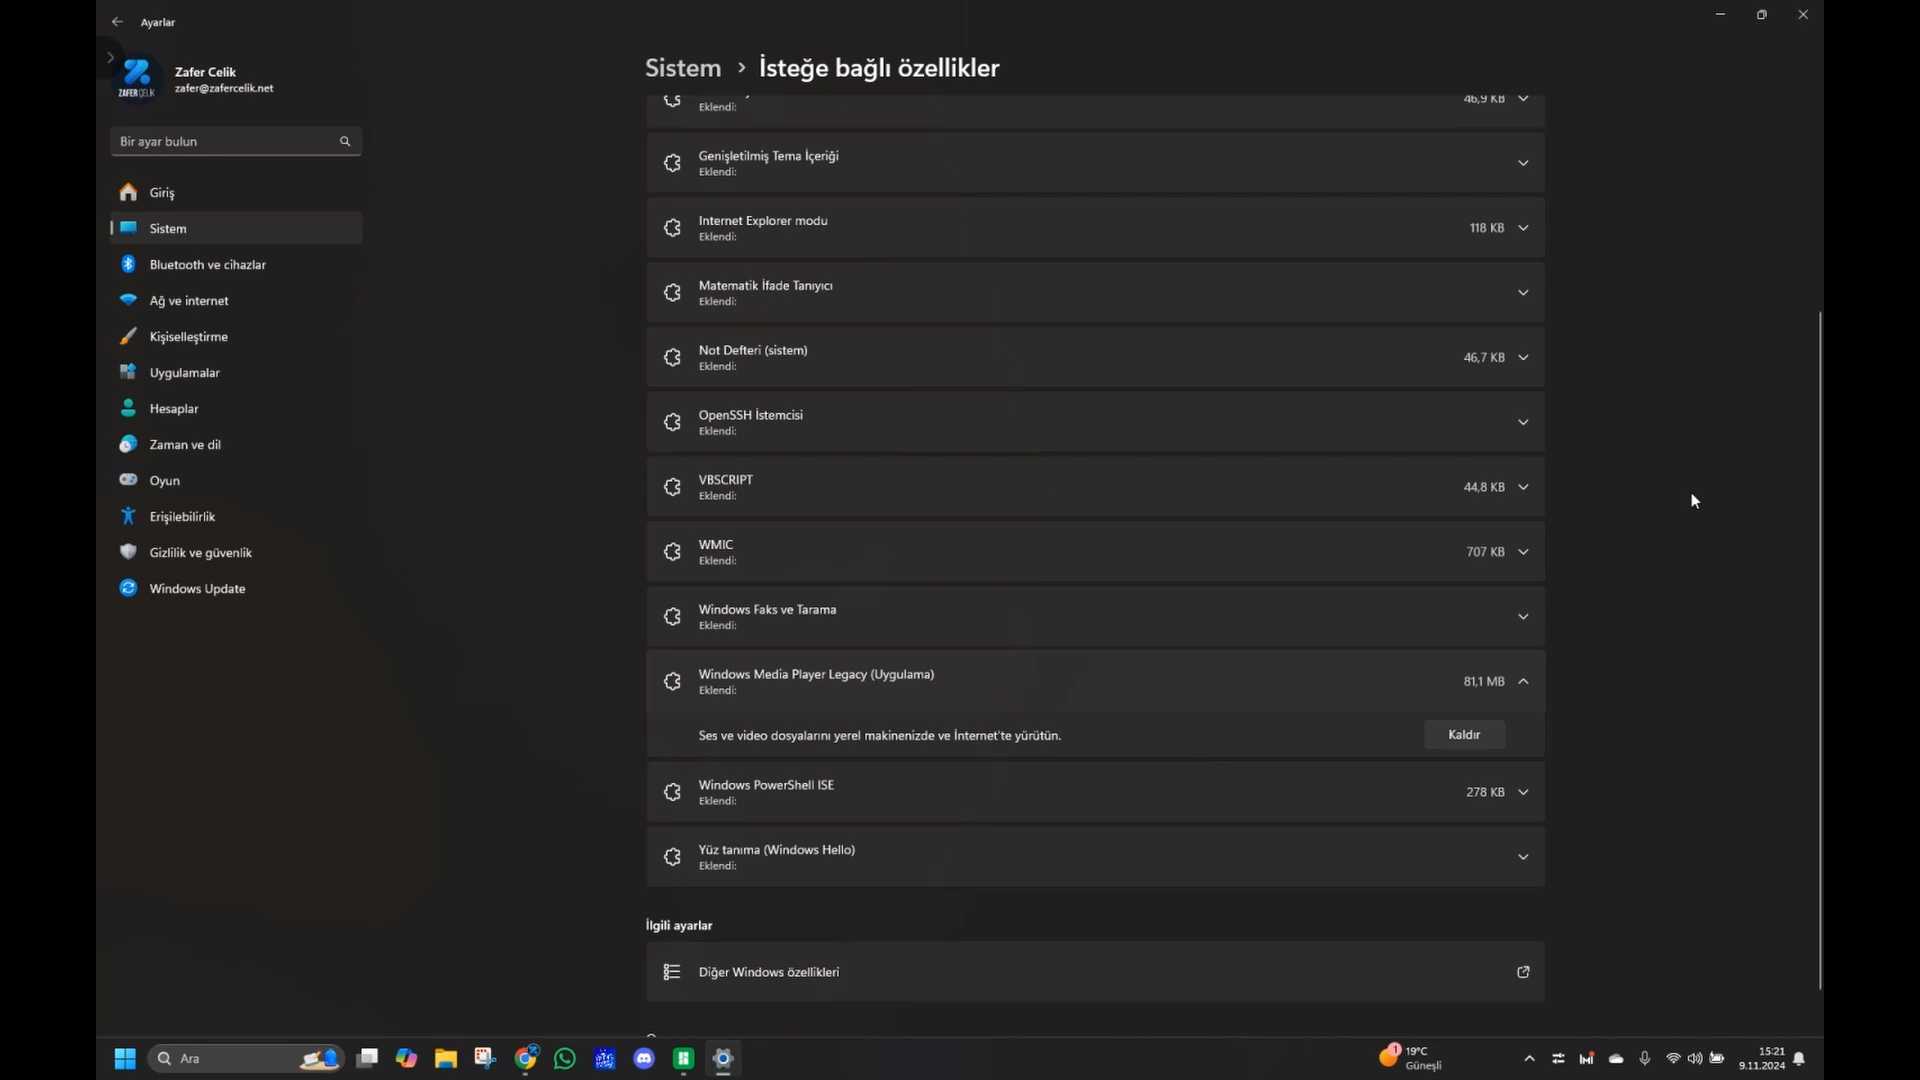 Ayarlar
Zafer Celik
zafer@zafercelik.net
ZAFER ÇELİK
Bir ayar bulun
Giriş
Sistem
Bluetooth ve cihazlar
Ağ ve internet
Kişiselleştirme
Uygulamalar
Hesaplar
Zaman ve dil
Oyun
Erişilebilirlik
Gizlilik ve güvenlik
Windows Update
Sistem > İsteğe bağlı özellikler
46,9 KB
Eklendi:
Genişletilmiş Tema İçeriği
Eklendi:
Internet Explorer modu
Eklendi:
118 KB
Matematik İfade Tanıyıcı
Eklendi:
Not Defteri (sistem)
Eklendi:
46,7 KB
OpenSSH İstemcisi
Eklendi:
VBSCRIPT
Eklendi:
44,8 KB
WMIC
Eklendi:
707 KB
Windows Faks ve Tarama
Eklendi:
Windows Media Player Legacy (Uygulama)
Eklendi:
81,1 MB
Ses ve video dosyalarını yerel makinenizde ve İnternet'te yürütün.
Kaldır
Windows PowerShell ISE
Eklendi:
278 KB
Yüz tanıma (Windows Hello)
Eklendi:
İlgili ayarlar
Diğer Windows özellikleri
Ara
1
19°C
Güneşli
15:21
9.11.2024